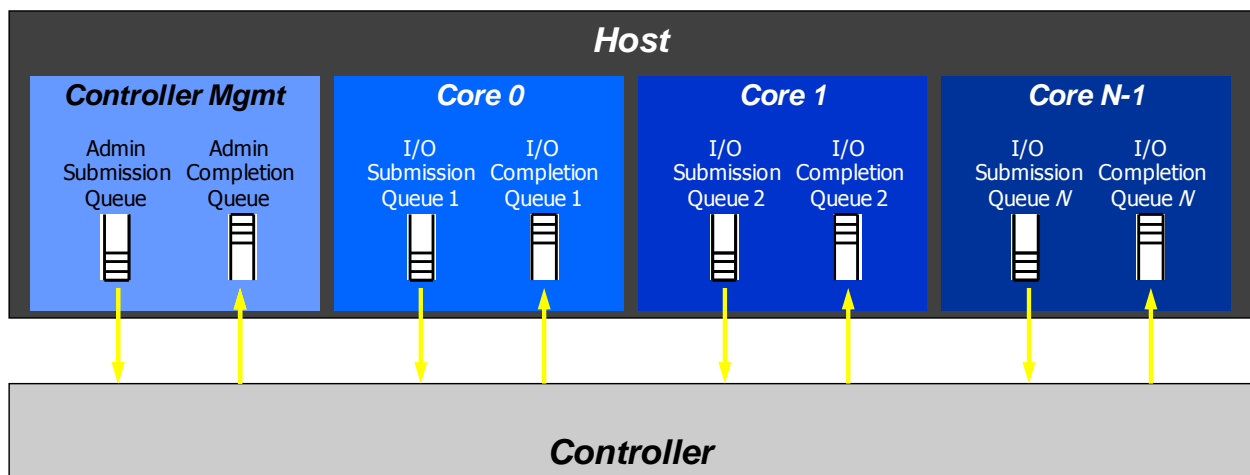 Host
Controller Mgmt
Admin
Submission
Queue
Admin
Completion
Queue
Core 0
I/O
Submission
Queue 1
I/O
Completion
Queue 1
Core 1
I/O
Submission
Queue 2
I/O
Completion
Queue 2
Core N-1
I/O
Submission
Queue N
I/O
Completion
Queue N
Controller